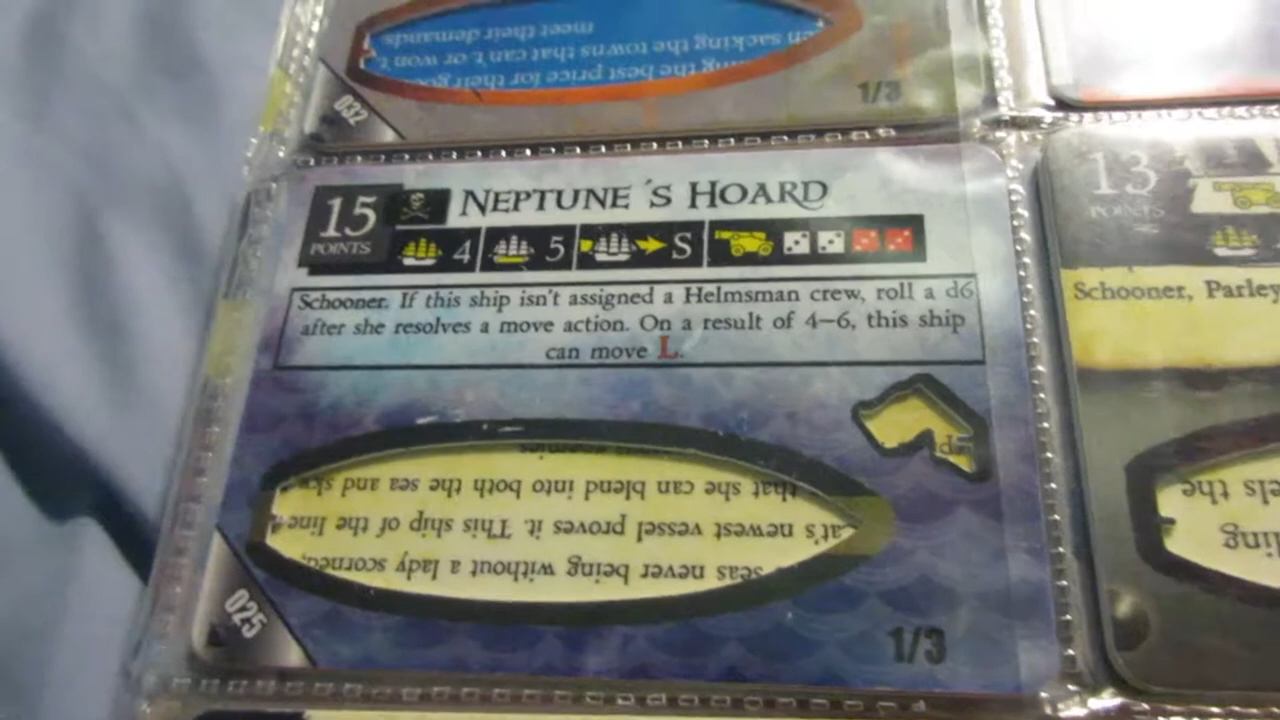 meet their demands
sacking the towns that can't or won't
the best price for their
032
1/3
15
POINTS
NEPTUNE'S HOARD
4 5 S
Schooner. If this ship isn't assigned a Helmsman crew, roll a d6
after she resolves a move action. On a result of 4–6, this ship
can move L.
that she can blend into both the sea and sky
at's newest vessel proves it. This ship of the line
seas never being without a lady scorned,
025
1/3
13
POINTS
Schooner, Parley
els the
ling